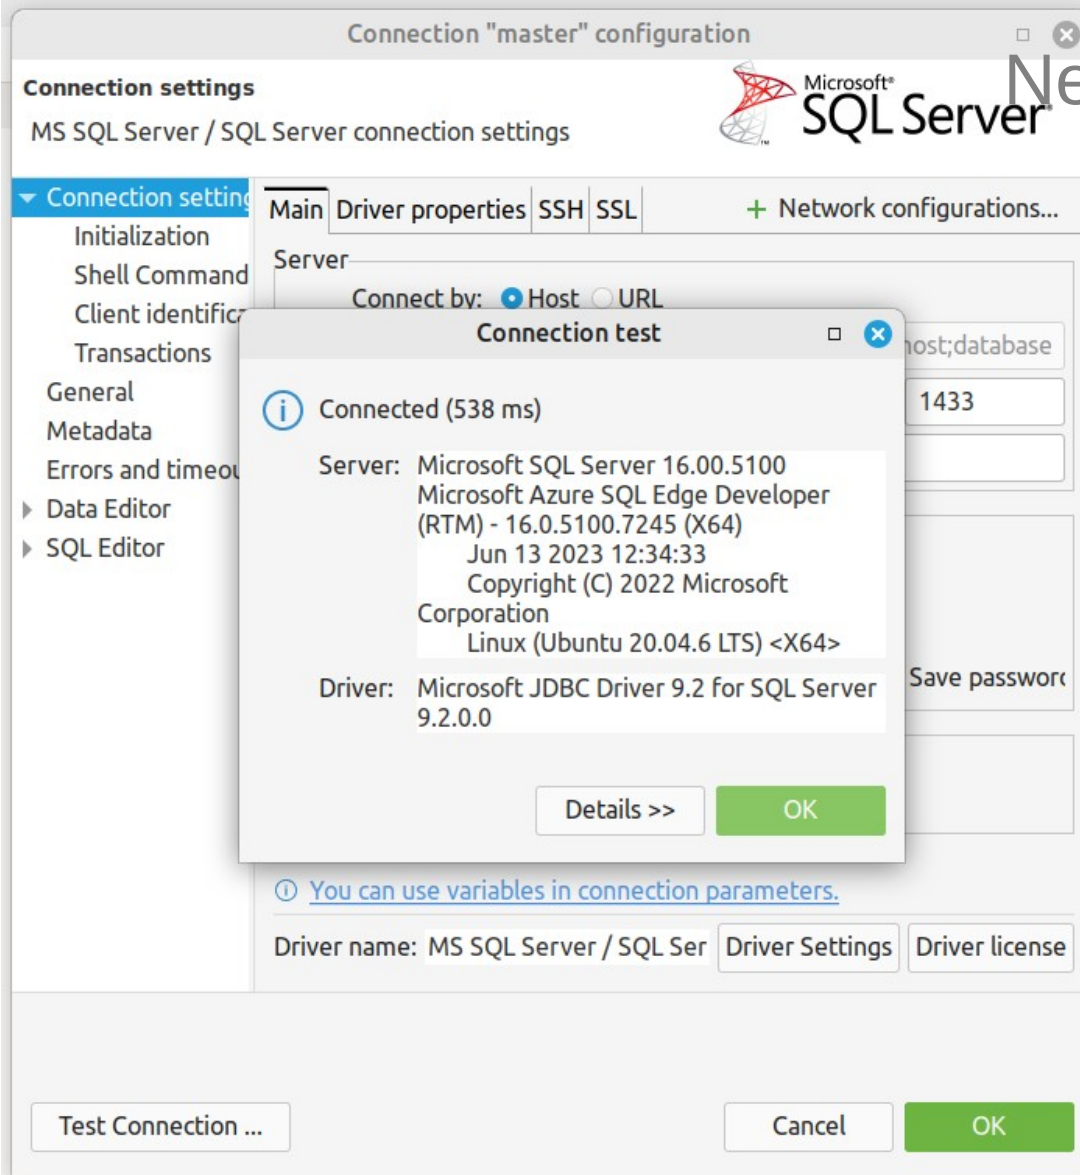 Connection "master" configuration
Ne
Connection settings
MS SQL Server / SQL Server connection settings
Microsoft®
SQL Server®
Connection setting
Initialization
Shell Command
Client identifica
Transactions
General
Metadata
Errors and timeou
Data Editor
SQL Editor
Main Driver properties SSH SSL + Network configurations...
Server
Connect by: Host URL
host;database
1433
Save password
Connection test
Connected (538 ms)
Server: Microsoft SQL Server 16.00.5100
Microsoft Azure SQL Edge Developer
(RTM) - 16.0.5100.7245 (X64)
Jun 13 2023 12:34:33
Copyright (C) 2022 Microsoft
Corporation
Linux (Ubuntu 20.04.6 LTS) <X64>
Driver: Microsoft JDBC Driver 9.2 for SQL Server
9.2.0.0
Details >> OK
You can use variables in connection parameters.
Driver name: MS SQL Server / SQL Ser Driver Settings Driver license
Test Connection ... Cancel OK